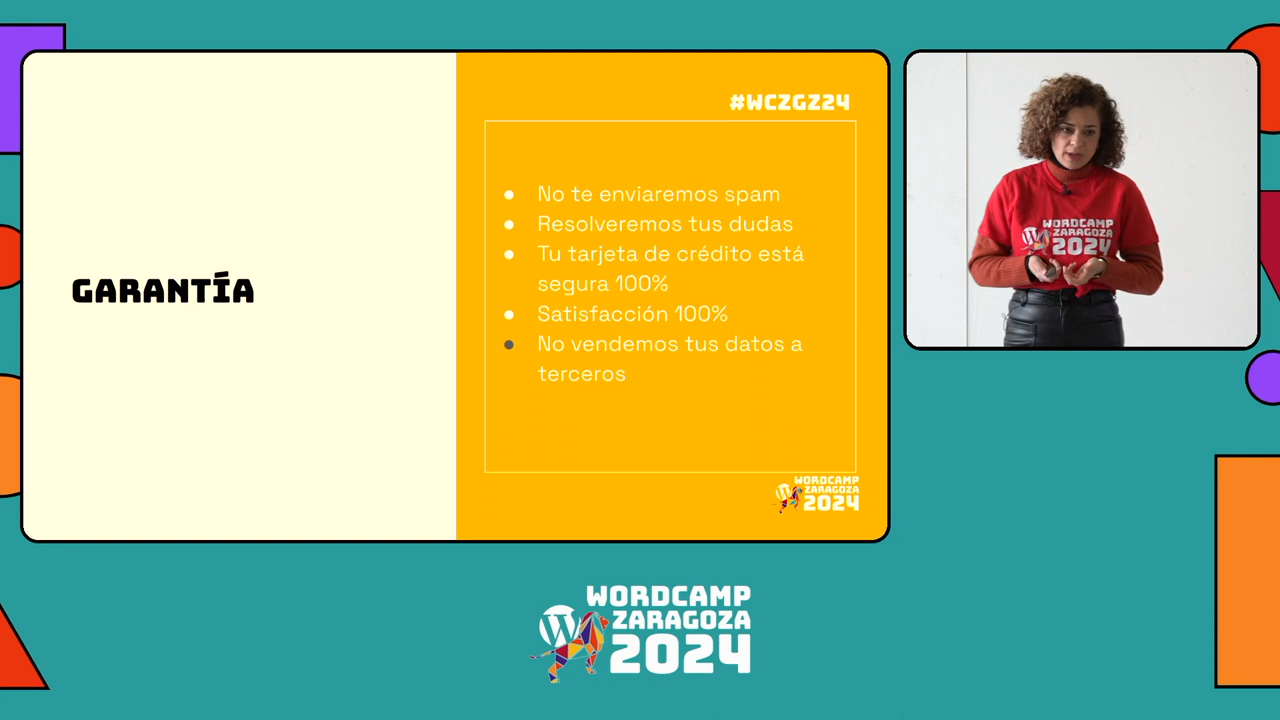 GARANTÍA
#WCZGZ24
No te enviaremos spam
Resolveremos tus dudas
Tu tarjeta de crédito está
segura 100%
Satisfacción 100%
No vendemos tus datos a
terceros
WORDCAMP
ZARAGOZA
2024
WORDCAMP
ZARAGOZA
2024
WORDCAMP
ZARAGOZA
2024